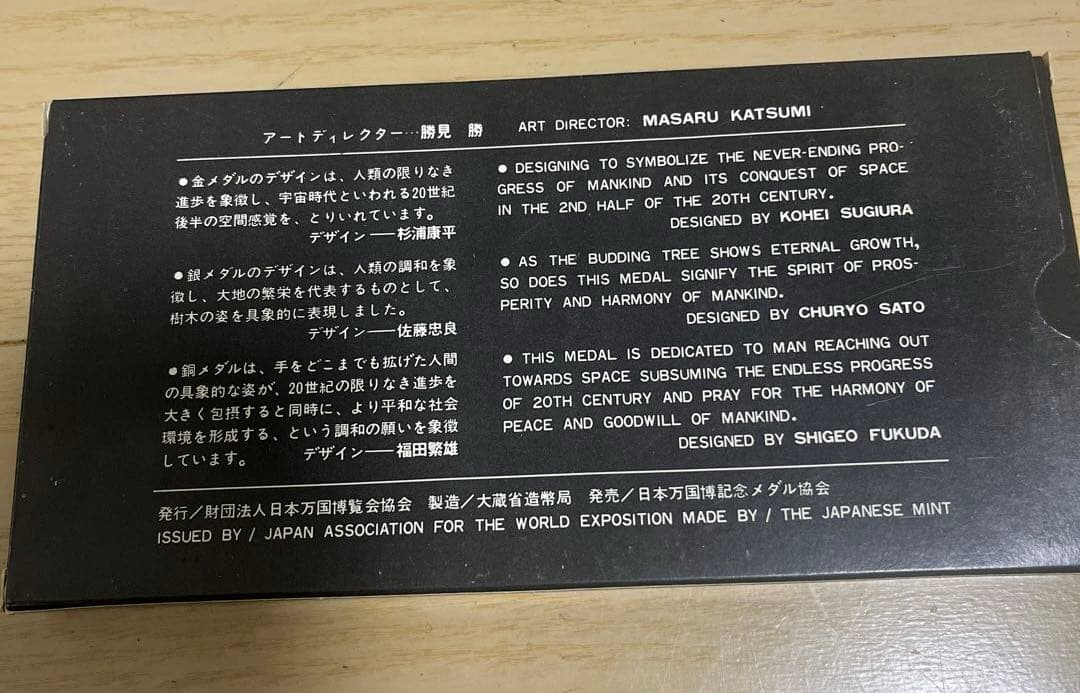 アートディレクター…勝見 勝 ART DIRECTOR: MASARU KATSUMI
●金メダルのデザインは、人類の限りなき
進歩を象徴し、宇宙時代といわれる20世紀
後半の空間感覚を、とりいれています。
デザイン──杉浦康平
●銀メダルのデザインは、人類の調和を象
徴し、大地の繁栄を代表するものとして、
樹木の姿を具象的に表現しました。
デザイン──佐藤忠良
●銅メダルは、手をどこまでも拡げた人間
の具象的な姿が、20世紀の限りなき進歩を
大きく包摂すると同時に、より平和な社会
環境を形成する、という調和の願いを象徴
しています。 デザイン──福田繁雄
● DESIGNING TO SYMBOLIZE THE NEVER-ENDING PRO-
GRESS OF MANKIND AND ITS CONQUEST OF SPACE
IN THE 2ND HALF OF THE 20TH CENTURY.
DESIGNED BY KOHEI SUGIURA
● AS THE BUDDING TREE SHOWS ETERNAL GROWTH,
SO DOES THIS MEDAL SIGNIFY THE SPIRIT OF PROS-
PERITY AND HARMONY OF MANKIND.
DESIGNED BY CHURYO SATO
● THIS MEDAL IS DEDICATED TO MAN REACHING OUT
TOWARDS SPACE SUBSUMING THE ENDLESS PROGRESS
OF 20TH CENTURY AND PRAY FOR THE HARMONY OF
PEACE AND GOODWILL OF MANKIND.
DESIGNED BY SHIGEO FUKUDA
発行/財団法人日本万国博覧会協会 製造/大蔵省造幣局 発売/日本万国博記念メダル協会
ISSUED BY / JAPAN ASSOCIATION FOR THE WORLD EXPOSITION MADE BY / THE JAPANESE MINT